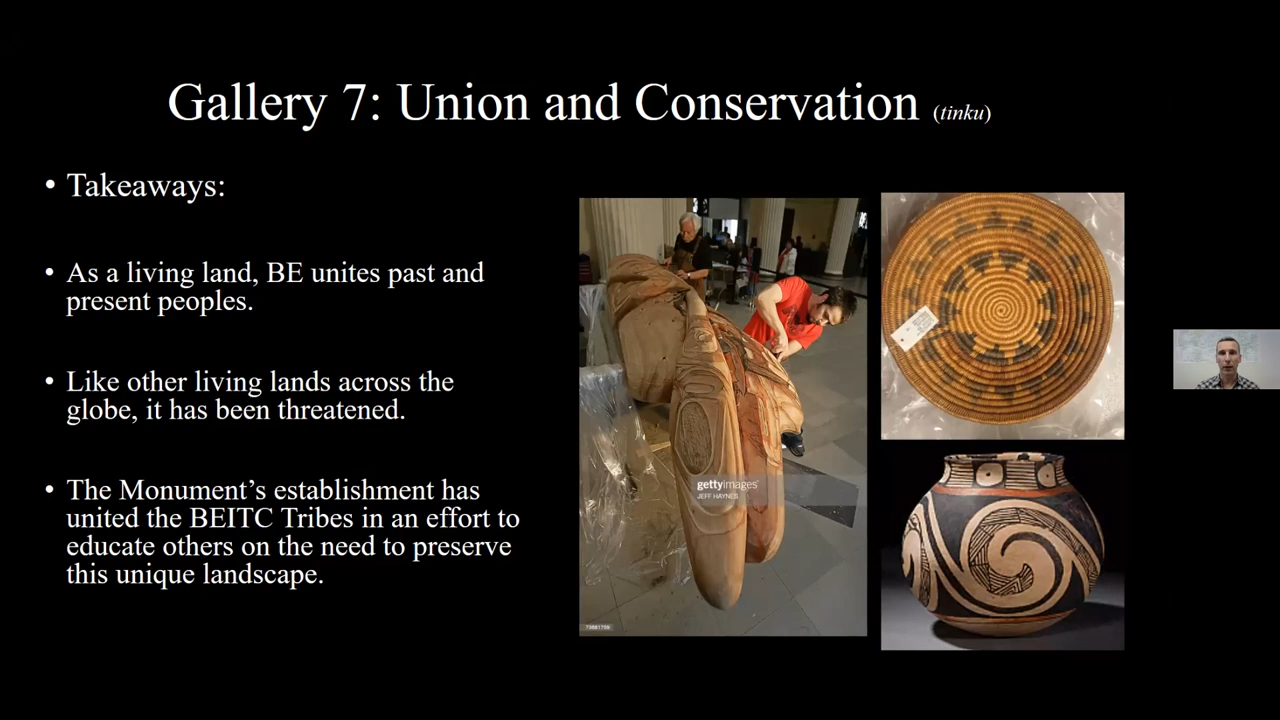 Gallery 7: Union and Conservation (tinku)
• Takeaways:
• As a living land, BE unites past and
present peoples.
• Like other living lands across the
globe, it has been threatened.
• The Monument's establishment has
united the BEITC Tribes in an effort to
educate others on the need to preserve
this unique landscape.
gettyimages®
JEFF HAYNES